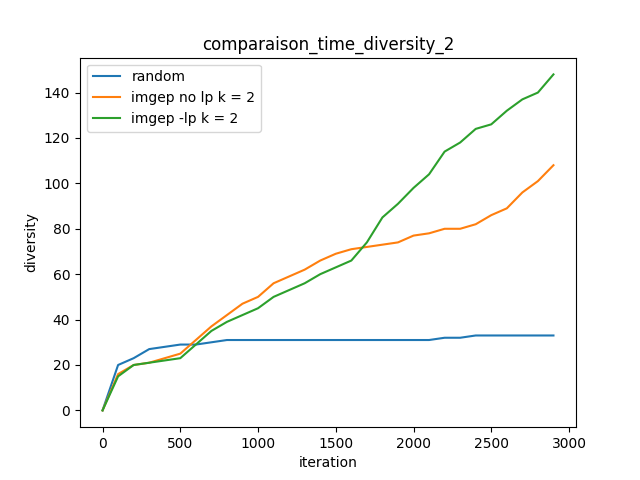 comparaison_time_diversity_2
random
imgep no lp k = 2
imgep -lp k = 2
diversity
140
120
100
80
60
40
20
0
0 500 1000 1500 2000 2500 3000
iteration